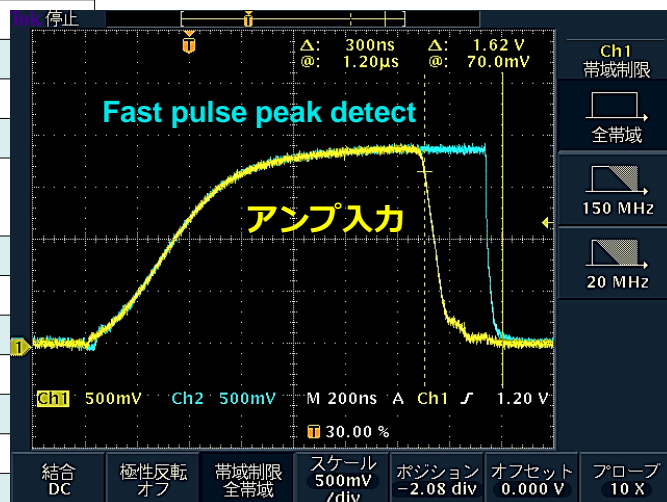 Tek 停止
T
T
Δ: 300ns Δ: 1.62 V
@: 1.20μs @: 70.0mV
Fast pulse peak detect
アンプ入力
1
Ch1 500mV Ch2 500mV M 200ns A Ch1 1.20 V
T 30.00 %
Ch1
帯域制限
全帯域
150 MHz
20 MHz
結合
DC
極性反転
オフ
帯域制限
全帯域
スケール
500mV
/div
ポジション
-2.08 div
オフセット
0.000 V
プローブ
10 X